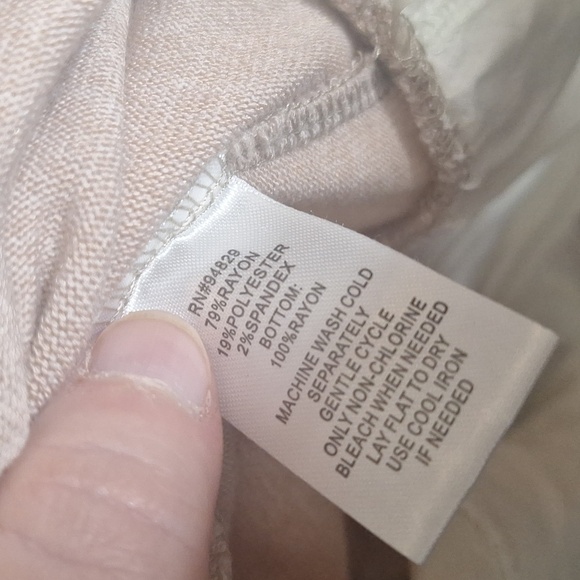 RN#94829
79%RAYON
19%POLYESTER
2%SPANDEX
BOTTOM:
100%RAYON
MACHINE WASH COLD
SEPARATELY
GENTLE CYCLE
ONLY NON-CHLORINE
BLEACH WHEN NEEDED
LAY FLAT TO DRY
USE COOL IRON
IF NEEDED